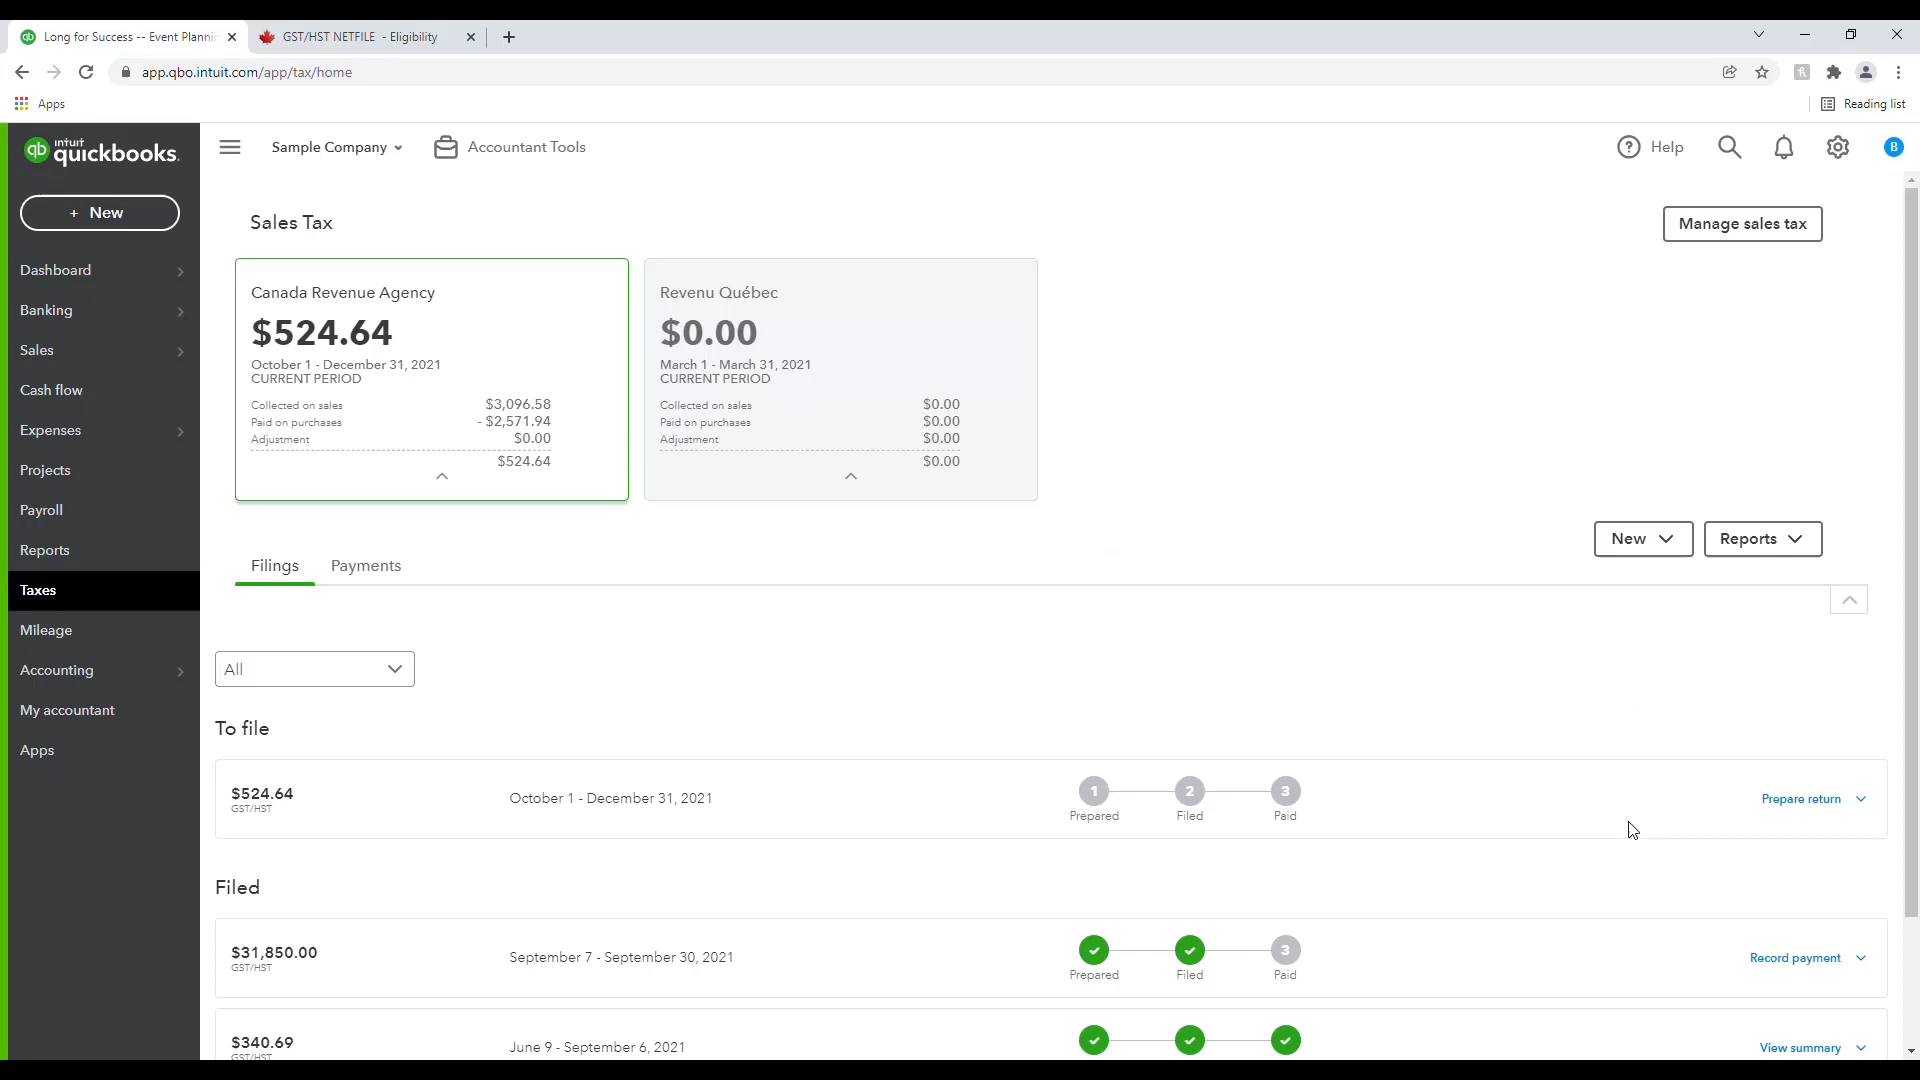 Long for Success -- Event Plannin
GST/HST NETFILE - Eligibility
app.qbo.intuit.com/app/tax/home
Apps
Reading list
intuit
quickbooks.
Sample Company
Accountant Tools
Help
B
+ New
Dashboard
Banking
Sales
Cash flow
Expenses
Projects
Payroll
Reports
Taxes
Mileage
Accounting
My accountant
Apps
Sales Tax
Manage sales tax
Canada Revenue Agency
$524.64
October 1 - December 31, 2021
CURRENT PERIOD
Collected on sales $3,096.58
Paid on purchases - $2,571.94
Adjustment $0.00
$524.64
Revenu Québec
$0.00
March 1 - March 31, 2021
CURRENT PERIOD
Collected on sales $0.00
Paid on purchases $0.00
Adjustment $0.00
$0.00
New
Reports
Filings
Payments
All
To file
$524.64
GST/HST
October 1 - December 31, 2021
1 2 3
Prepared Filed Paid
Prepare return
Filed
$31,850.00
GST/HST
September 7 - September 30, 2021
3
Prepared Filed Paid
Record payment
$340.69
GST/HST
June 9 - September 6, 2021
View summary